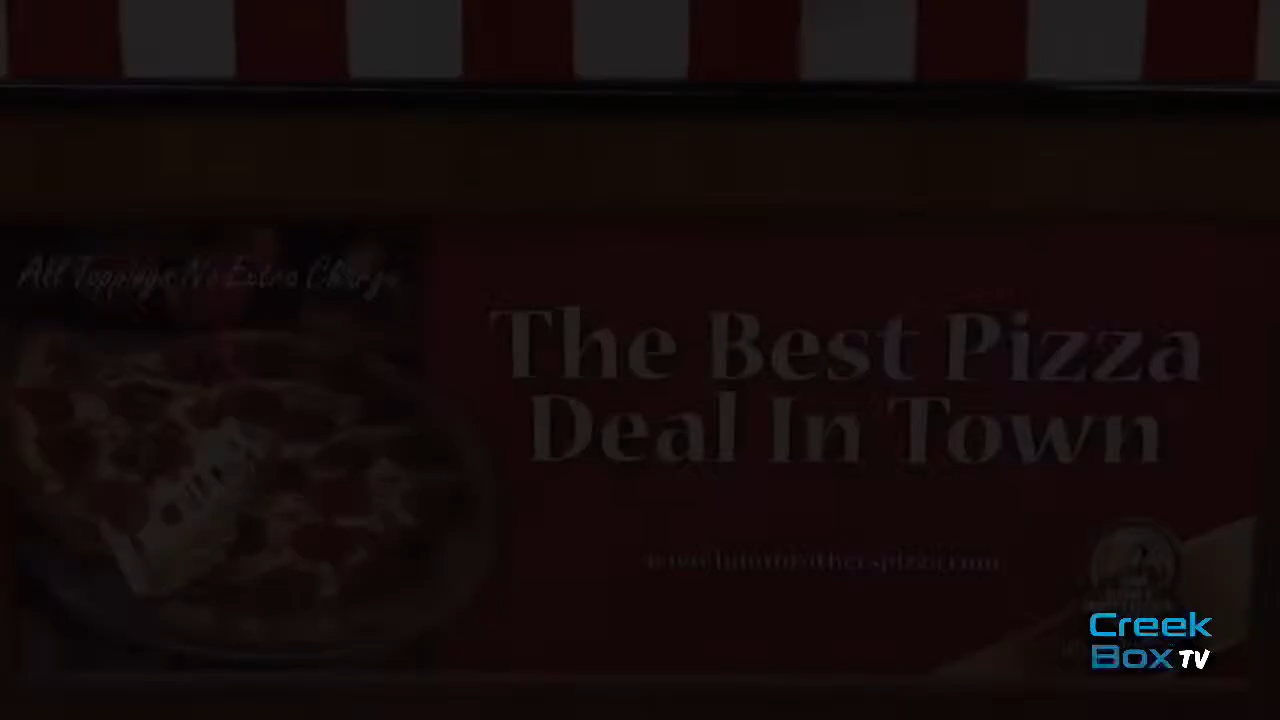 All Toppings No Extra Charge
The Best Pizza
Deal In Town
Creek
Box TV